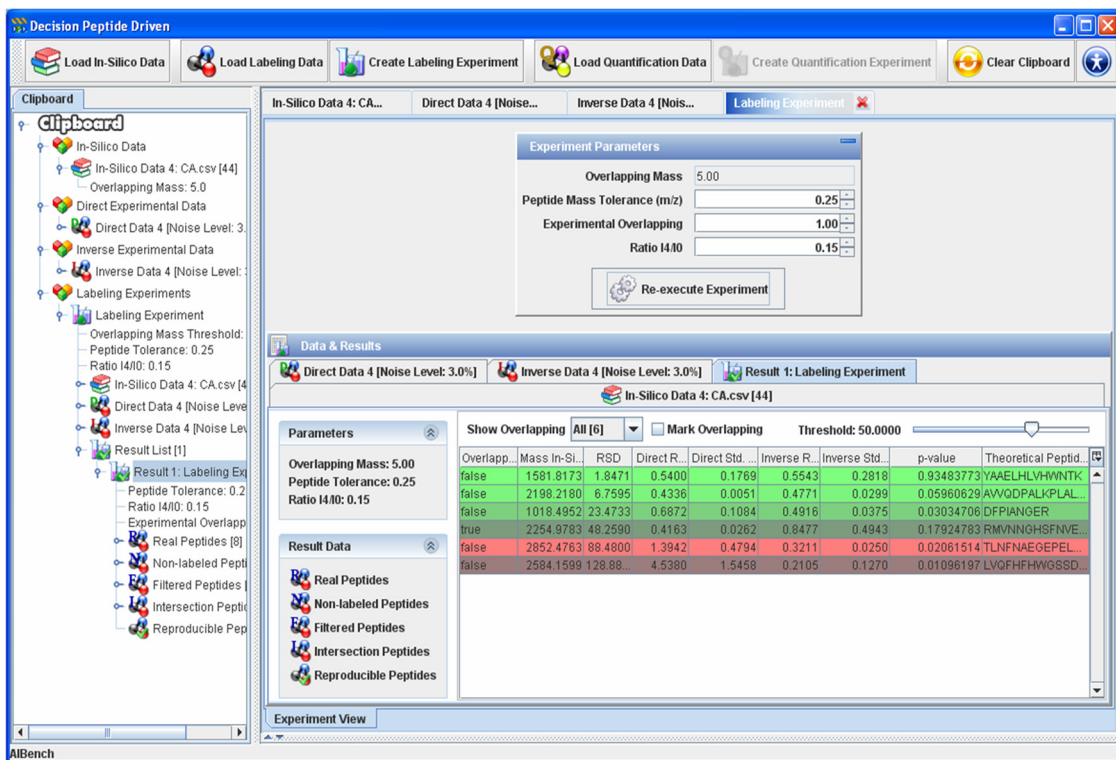 Decision Peptide Driven
Load In-Silico Data Load Labeling Data Create Labeling Experiment Load Quantification Data Create Quantification Experiment Clear Clipboard
Clipboard
In-Silico Data 4: CA... Direct Data 4 [Noise... Inverse Data 4 [Nois... Labeling Experiment
Clipboard
In-Silico Data
In-Silico Data 4: CA.csv [44]
Overlapping Mass: 5.0
Direct Experimental Data
Direct Data 4 [Noise Level: 3.
Inverse Experimental Data
Inverse Data 4 [Noise Level:
Labeling Experiments
Labeling Experiment
Overlapping Mass Threshold:
Peptide Tolerance: 0.25
Ratio I4/I0: 0.15
In-Silico Data 4: CA.csv [4
Direct Data 4 [Noise Leve
Inverse Data 4 [Noise Lev
Result List [1]
Result 1: Labeling Ex
Peptide Tolerance: 0.2
Ratio I4/I0: 0.15
Experimental Overlapp
Real Peptides [8]
Non-labeled Pepti
Filtered Peptides [
Intersection Peptid
Reproducible Pep
Experiment Parameters
Overlapping Mass 5.00
Peptide Mass Tolerance (m/z) 0.25
Experimental Overlapping 1.00
Ratio I4/I0 0.15
Re-execute Experiment
Data & Results
Direct Data 4 [Noise Level: 3.0%] Inverse Data 4 [Noise Level: 3.0%] Result 1: Labeling Experiment
In-Silico Data 4: CA.csv [44]
Parameters
Overlapping Mass: 5.00
Peptide Tolerance: 0.25
Ratio I4/I0: 0.15
Result Data
Real Peptides
Non-labeled Peptides
Filtered Peptides
Intersection Peptides
Reproducible Peptides
Show Overlapping All [6] Mark Overlapping Threshold: 50.0000
Overlapp... Mass In-Si... RSD Direct R... Direct Std. ... Inverse R... Inverse Std... p-value Theoretical Peptid...
false 1581.8173 1.8471 0.5400 0.1769 0.5543 0.2818 0.93483773 YAAELHLVHWNTK
false 2198.2180 6.7595 0.4336 0.0051 0.4771 0.0299 0.05960629 AVVQDPALKPLAL...
false 1018.4952 23.4733 0.6872 0.1084 0.4916 0.0375 0.03034706 DFPIANGER
true 2254.9783 48.2590 0.4163 0.0262 0.8477 0.4943 0.17924783 RMVNNGHSFNVE...
false 2852.4763 88.4800 1.3942 0.4794 0.3211 0.0250 0.02061514 TLNFNAEGEPEL...
false 2584.1599 128.88... 4.5380 1.5458 0.2105 0.1270 0.01096197 LVQFHFHWGSSD...
Experiment View
AIBench